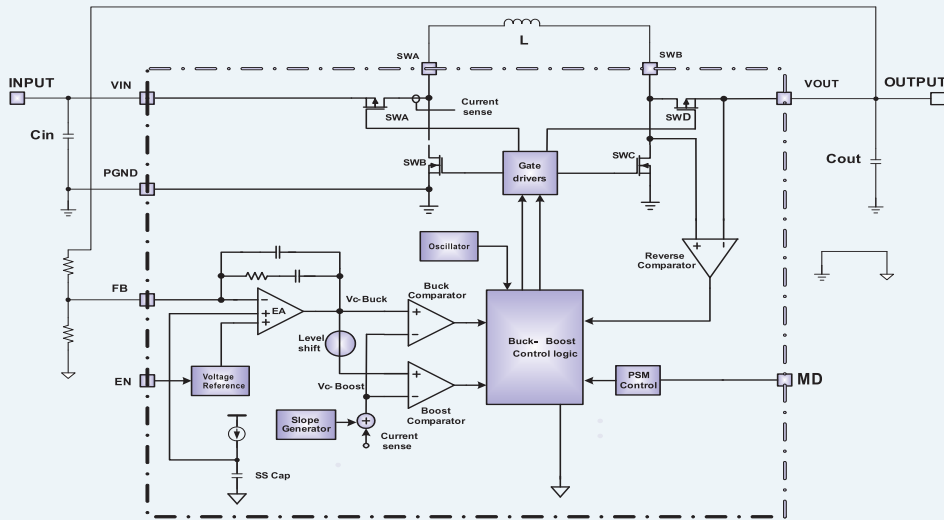 L
SWA
SWB
INPUT
VIN
VOUT
OUTPUT
SWA
Current
sense
SWD
Cin
SWB
Gate
drivers
SWC
Cout
PGND
Oscillator
Reverse
Comparator
FB
EA
Vc-Buck
Buck
Comparator
Level
shift
Buck- Boost
Control logic
EN
Voltage
Reference
Vc-Boost
PSM
Control
MD
Boost
Comparator
Slope
Generator
Current
sense
SS Cap